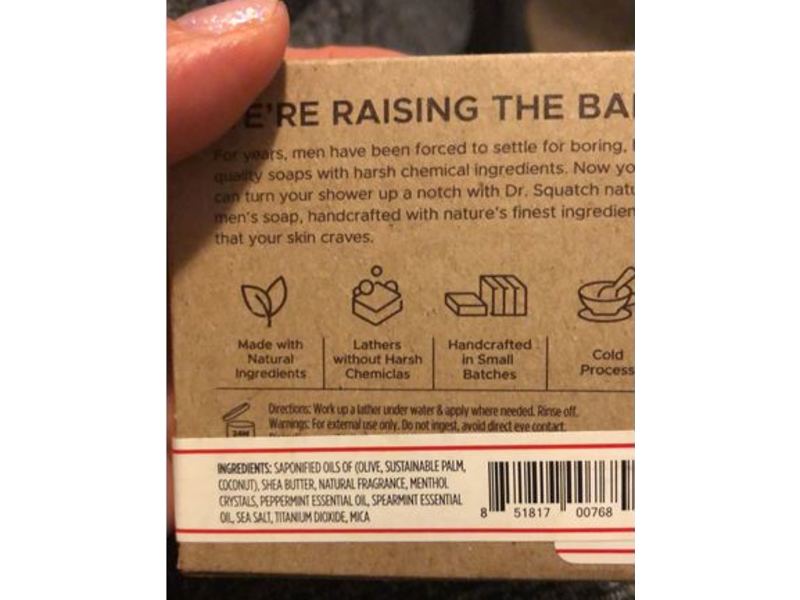 E'RE RAISING THE BA
For years, men have been forced to settle for boring,
quality soaps with harsh chemical ingredients. Now yo
can turn your shower up a notch with Dr. Squatch natu
men's soap, handcrafted with nature's finest ingredien
that your skin craves.
Made with
Natural
Ingredients
Lathers
without Harsh
Chemiclas
Handcrafted
in Small
Batches
Cold
Process
Directions: Work up a lather under water & apply where needed. Rinse off.
Warnings: For external use only. Do not ingest, avoid direct eye contact.
24M
INGREDIENTS: SAPONIFIED OILS OF (OLIVE, SUSTAINABLE PALM,
COCONUT), SHEA BUTTER, NATURAL FRAGRANCE, MENTHOL
CRYSTALS, PEPPERMINT ESSENTIAL OIL, SPEARMINT ESSENTIAL
OIL, SEA SALT, TITANIUM DIOXIDE, MICA
8 51817 00768